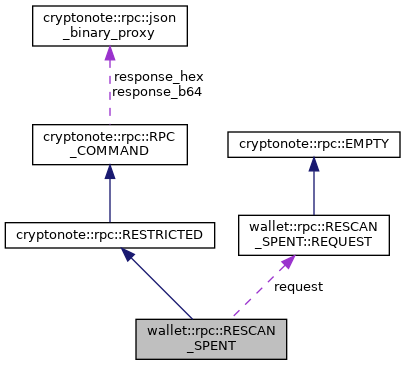 cryptonote::rpc::json
_binary_proxy
response_hex
response_b64
cryptonote::rpc::RPC
_COMMAND
cryptonote::rpc::EMPTY
cryptonote::rpc::RESTRICTED
wallet::rpc::RESCAN
_SPENT::REQUEST
request
wallet::rpc::RESCAN
_SPENT